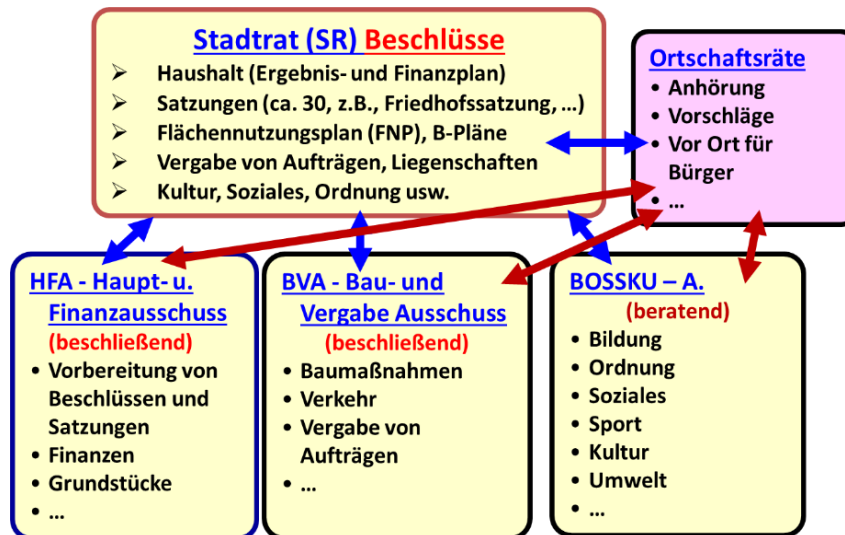 Stadtrat (SR) Beschlüsse
➢ Haushalt (Ergebnis- und Finanzplan)
➢ Satzungen (ca. 30, z.B., Friedhofssatzung, …)
➢ Flächennutzungsplan (FNP), B-Pläne
➢ Vergabe von Aufträgen, Liegenschaften
➢ Kultur, Soziales, Ordnung usw.
Ortschaftsräte
• Anhörung
• Vorschläge
• Vor Ort für
Bürger
• …
HFA - Haupt- u.
Finanzausschuss
(beschließend)
• Vorbereitung von
Beschlüssen und
Satzungen
• Finanzen
• Grundstücke
• …
BVA - Bau- und
Vergabe Ausschuss
(beschließend)
• Baumaßnahmen
• Verkehr
• Vergabe von
Aufträgen
• …
BOSSKU – A.
(beratend)
• Bildung
• Ordnung
• Soziales
• Sport
• Kultur
• Umwelt
• …